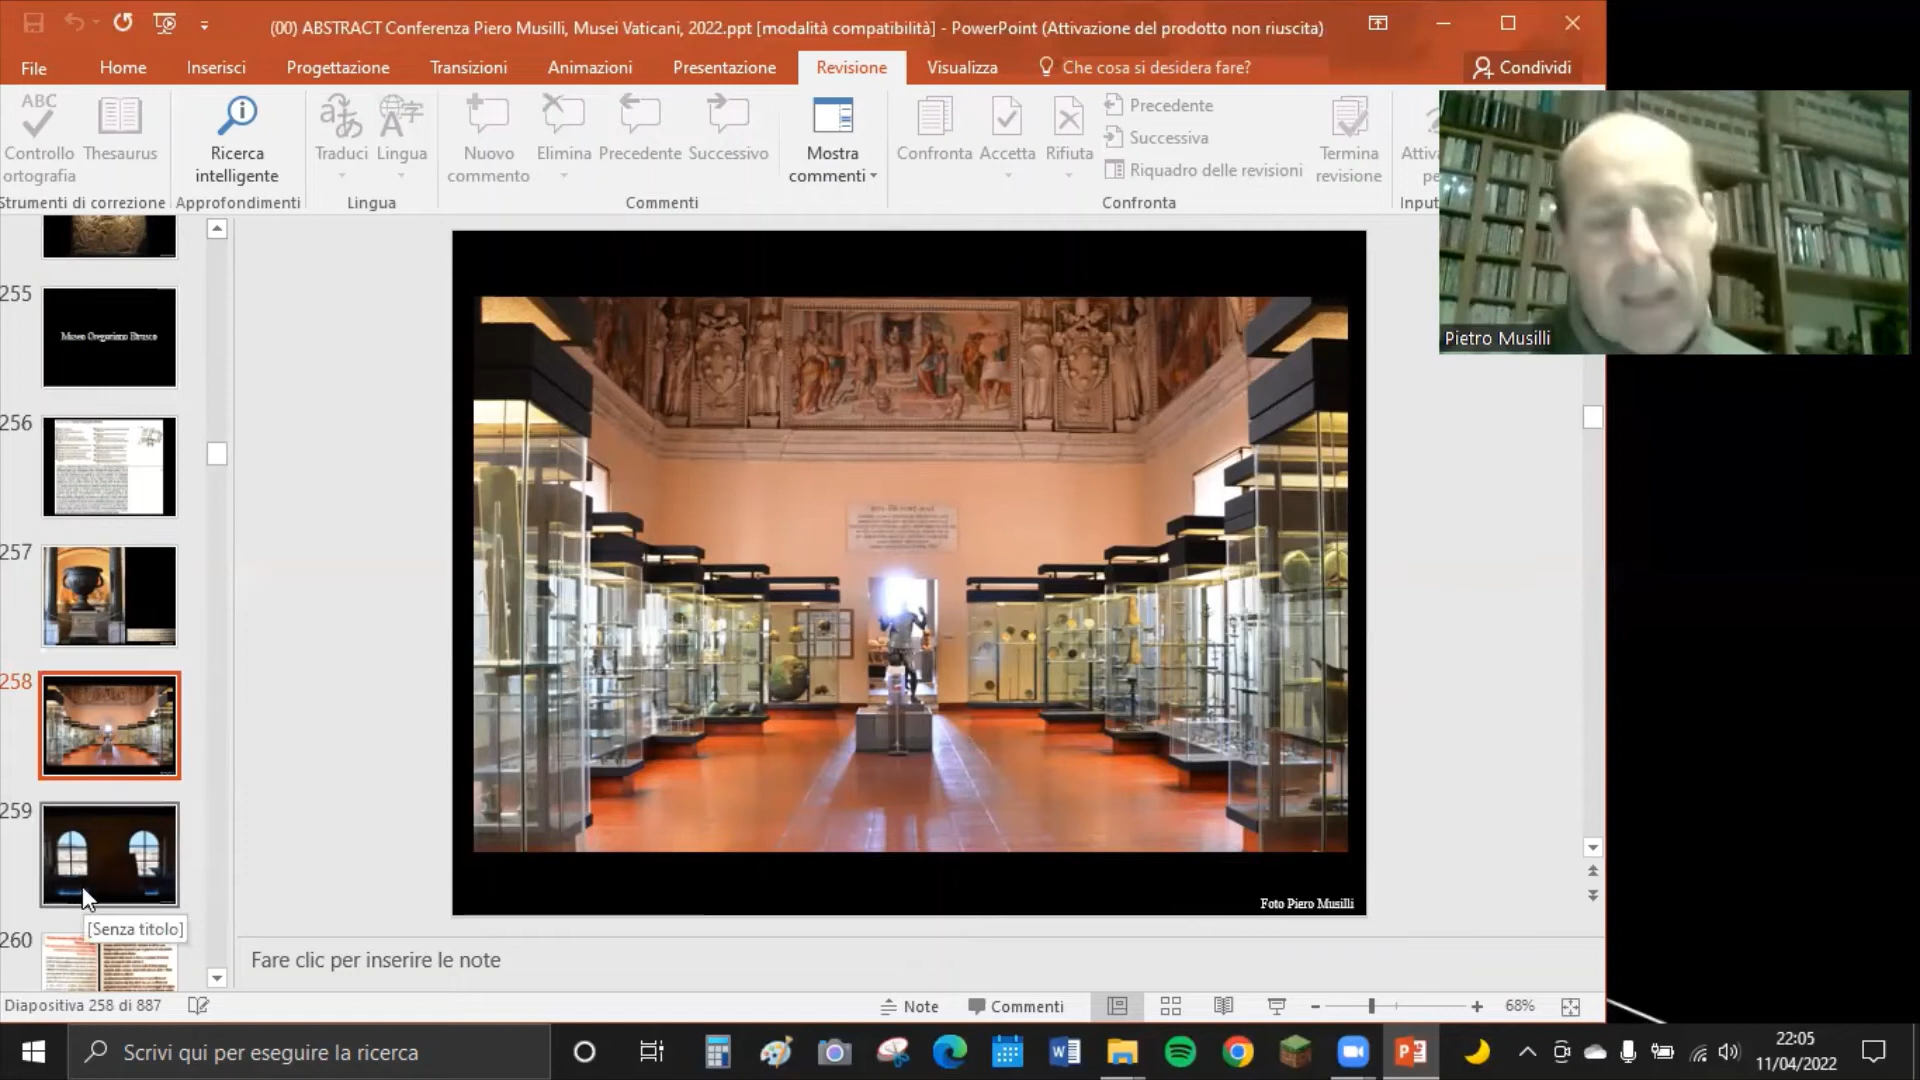 (00) ABSTRACT Conferenza Piero Musilli, Musei Vaticani, 2022.ppt [modalità compatibilità] - PowerPoint (Attivazione del prodotto non riuscita)
File Home Inserisci Progettazione Transizioni Animazioni Presentazione Revisione Visualizza Che cosa si desidera fare? Condividi
ABC
Controllo
ortografia
Thesaurus
Strumenti di correzione
Ricerca
intelligente
Approfondimenti
Traduci Lingua
Lingua
Nuovo
commento
Elimina Precedente Successivo
Mostra
commenti
Commenti
Confronta Accetta Rifiuta
Precedente
Successiva
Riquadro delle revisioni
Termina
revisione
Confronta
Input
Pietro Musilli
255
Museo Gregoriano Etrusco
256
257
258
259
[Senza titolo]
260
Foto Piero Musilli
Fare clic per inserire le note
Diapositiva 258 di 887
Note Commenti 68%
Scrivi qui per eseguire la ricerca
22:05
11/04/2022